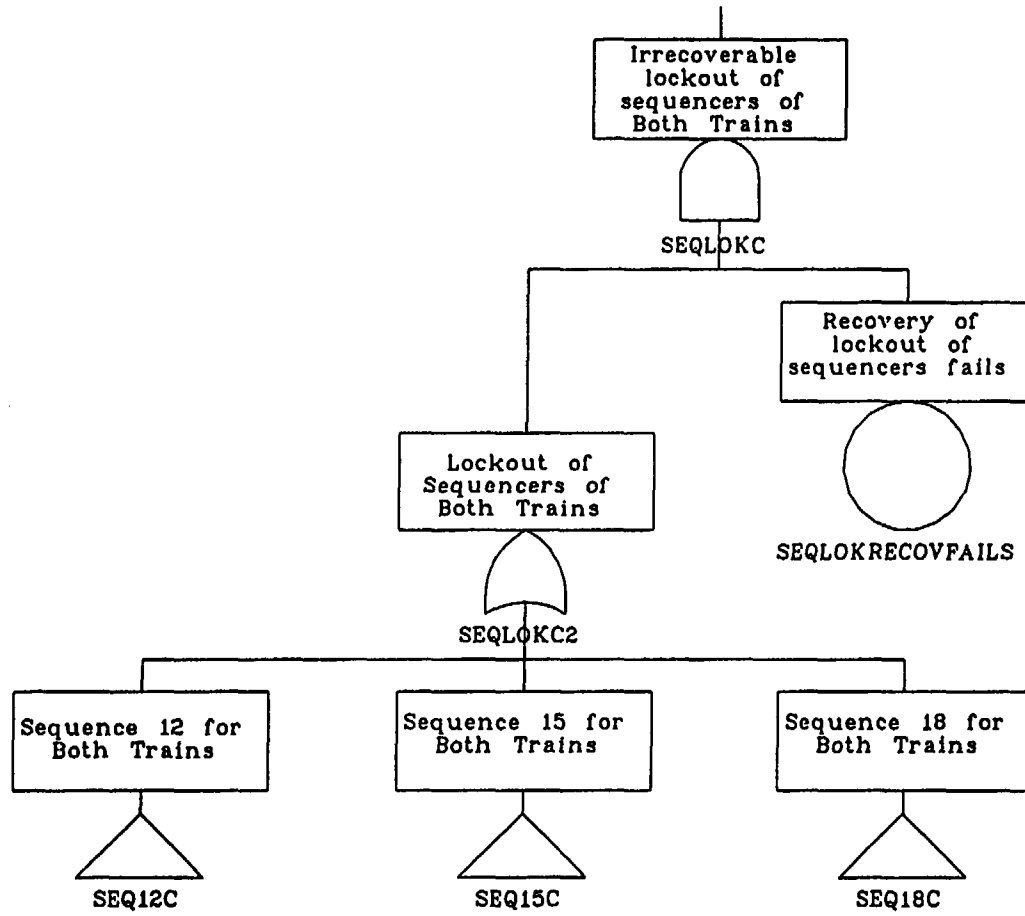 Irrecoverable
lockout of
sequencers of
Both Trains
SEQLOKC
Recovery of
lockout of
sequencers fails
SEQLOKRECOVFAILS
Lockout of
Sequencers of
Both Trains
SEQLOKC2
Sequence 12 for
Both Trains
SEQ12C
Sequence 15 for
Both Trains
SEQ15C
Sequence 18 for
Both Trains
SEQ18C